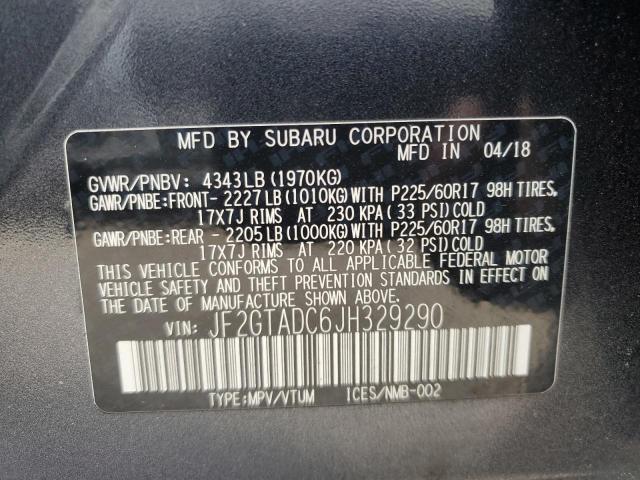 MFD BY SUBARU CORPORATION
MFD IN 04/18
GVWR/PNBV: 4343LB (1970KG)
GAWR/PNBE:FRONT- 2227LB (1010KG) WITH P225/60R17 98H TIRES,
17X7J RIMS AT 230 KPA (33 PSI) COLD
GAWR/PNBE:REAR - 2205LB (1000KG) WITH P225/60R17 98H TIRES,
17X7J RIMS AT 220 KPA (32 PSI) COLD
THIS VEHICLE CONFORMS TO ALL APPLICABLE FEDERAL MOTOR
VEHICLE SAFETY AND THEFT PREVENTION STANDARDS IN EFFECT ON
THE DATE OF MANUFACTURE SHOWN ABOVE.
VIN: JF2GTADC6JH329290
TYPE:MPV/VTUM ICES/NMB-002